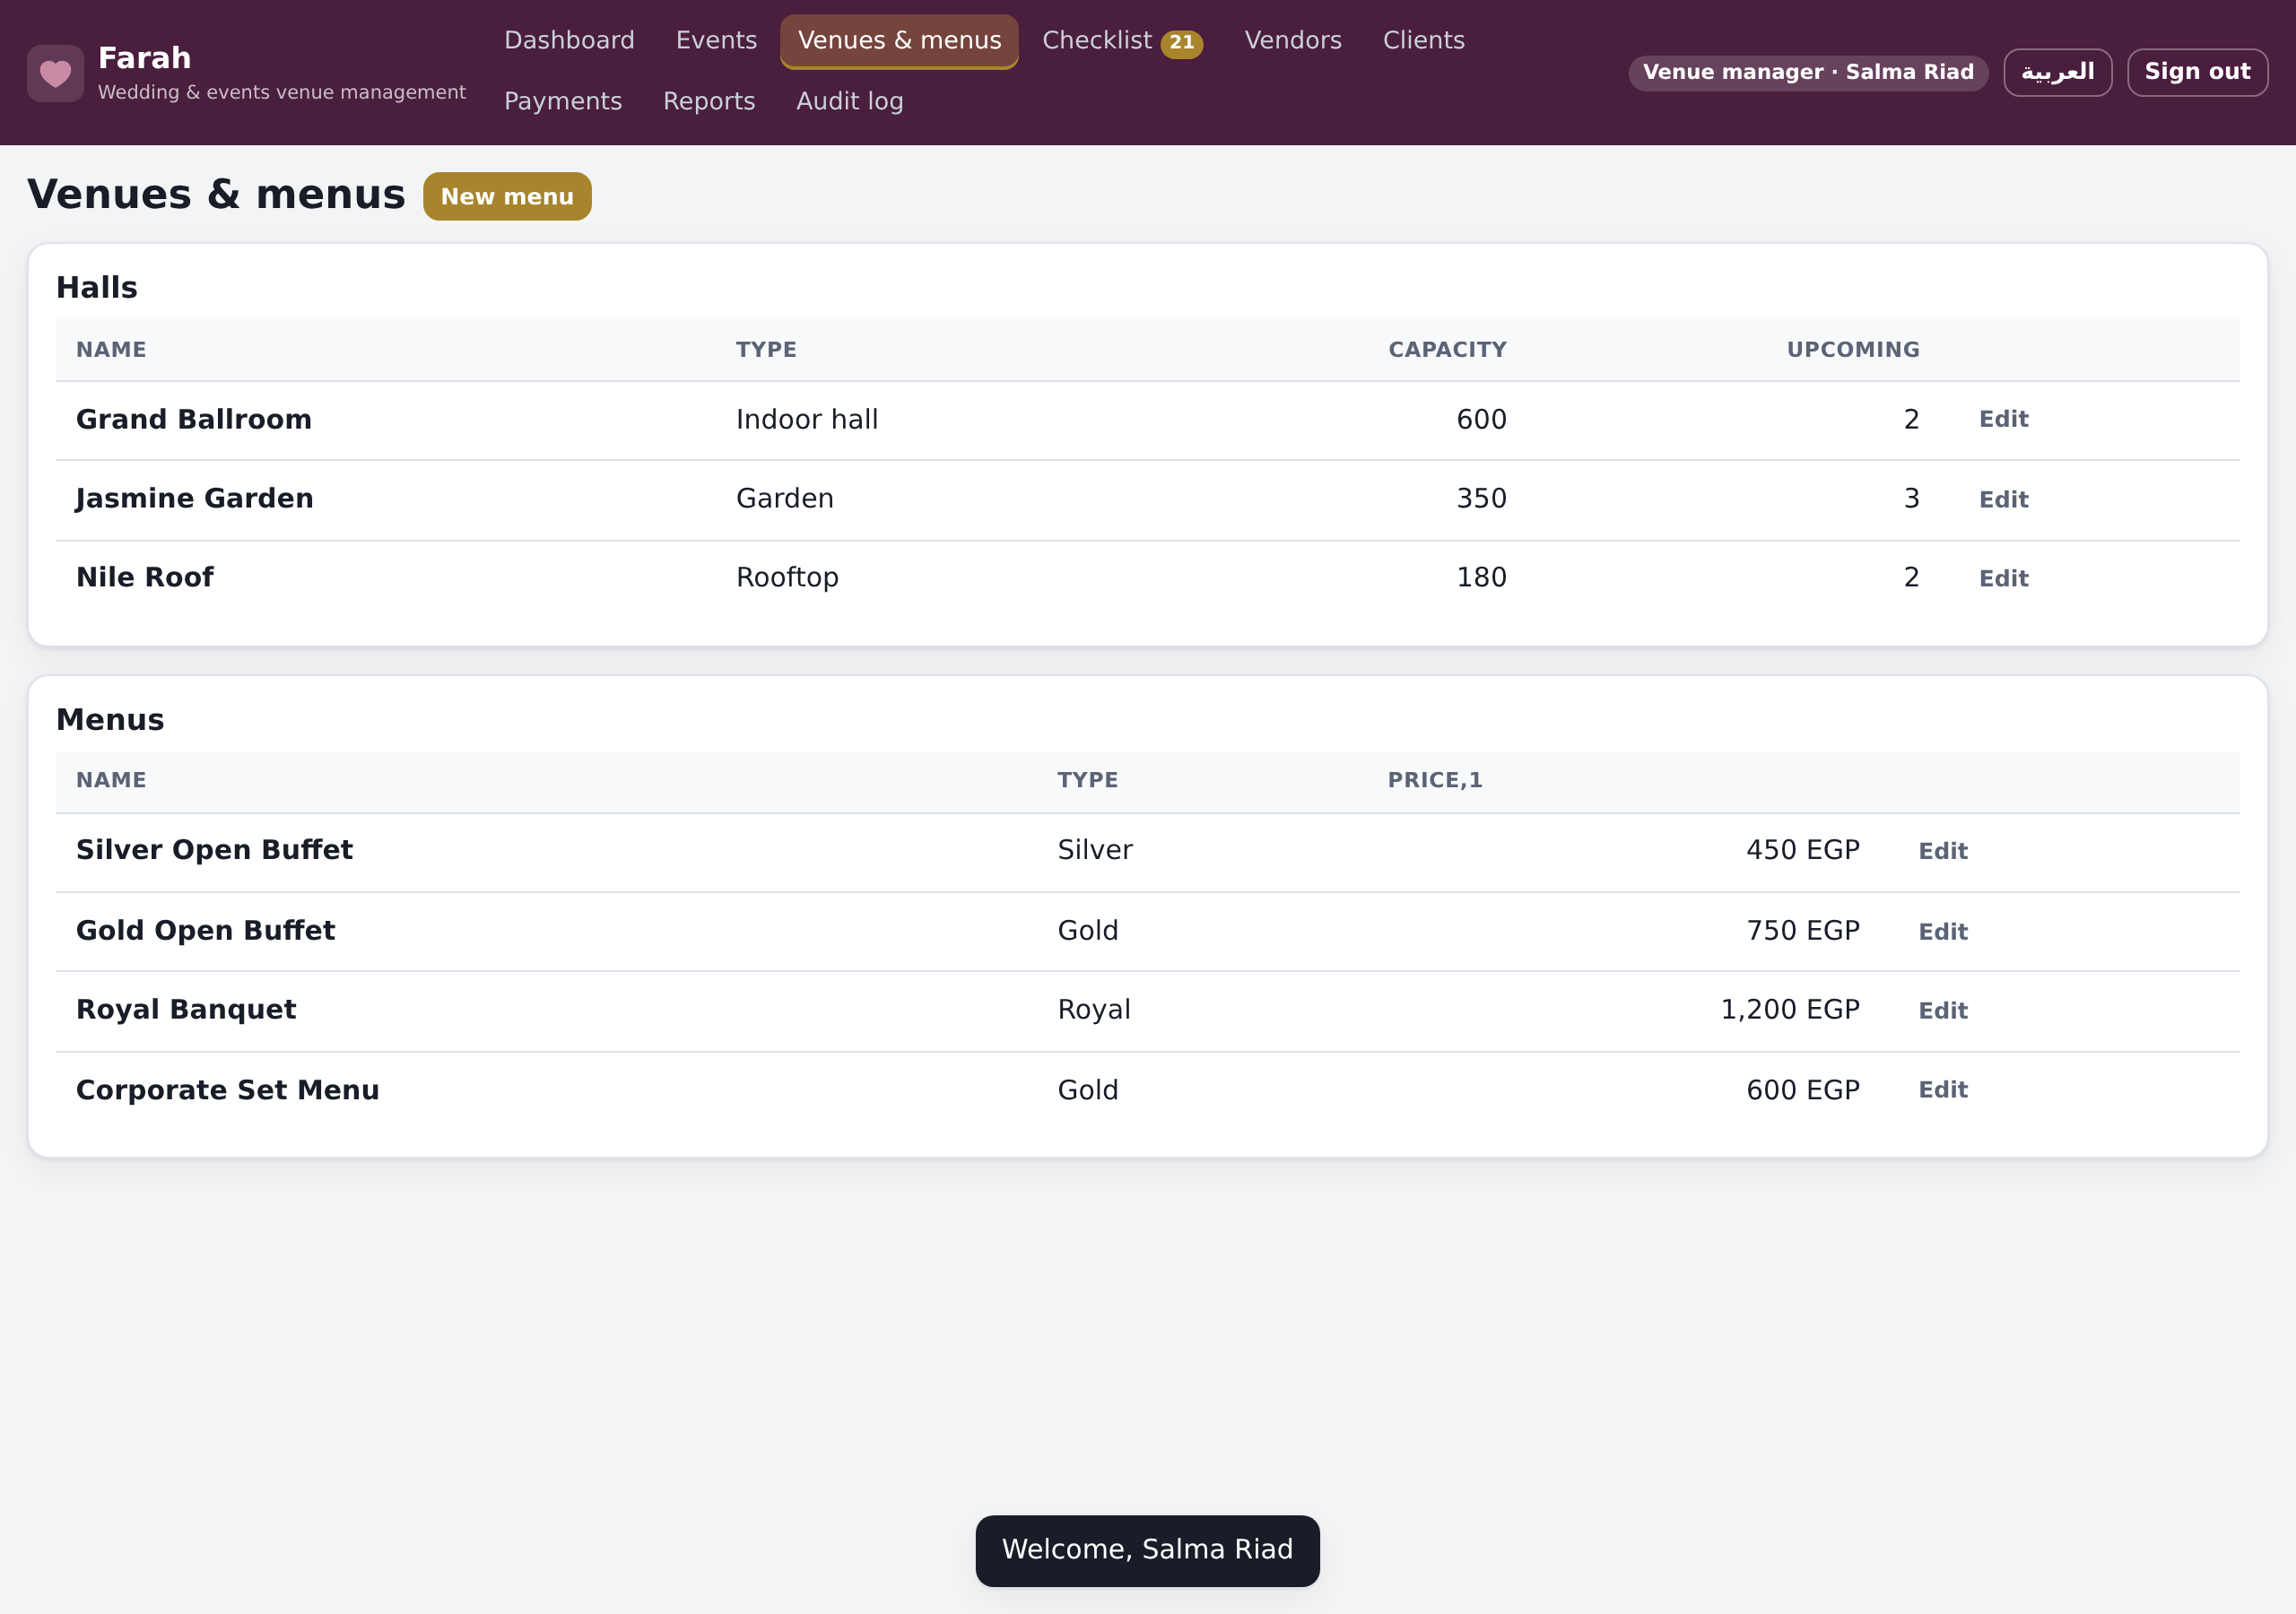 Farah
Wedding & events venue management
Dashboard Events Venues & menus Checklist 21 Vendors Clients
Payments Reports Audit log
Venue manager · Salma Riad العربية Sign out
Venues & menus New menu
Halls
NAME TYPE CAPACITY UPCOMING
Grand Ballroom Indoor hall 600 2 Edit
Jasmine Garden Garden 350 3 Edit
Nile Roof Rooftop 180 2 Edit
Menus
NAME TYPE PRICE,1
Silver Open Buffet Silver 450 EGP Edit
Gold Open Buffet Gold 750 EGP Edit
Royal Banquet Royal 1,200 EGP Edit
Corporate Set Menu Gold 600 EGP Edit
Welcome, Salma Riad